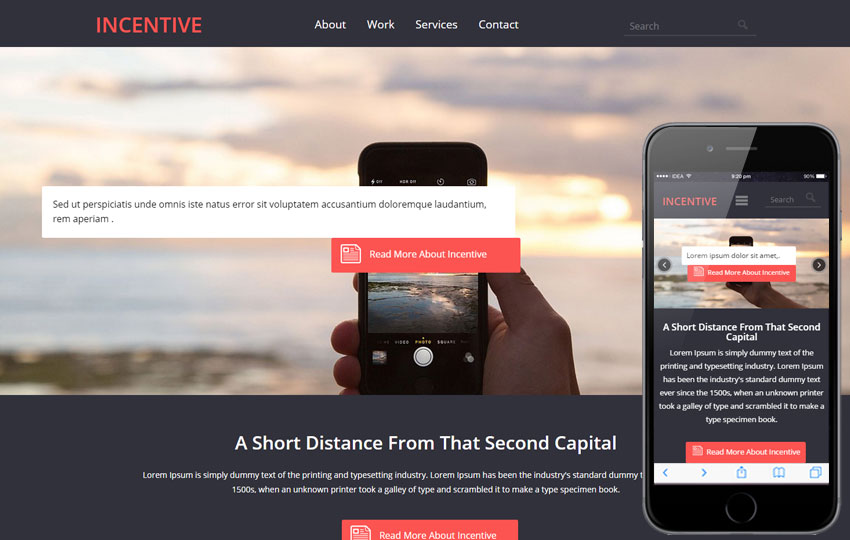 INCENTIVE
About Work Services Contact
Search
Sed ut perspiciatis unde omnis iste natus error sit voluptatem accusantium doloremque laudantium,
rem aperiam .
Read More About Incentive
OFF HDR OFF
VIDEO PHOTO SQUARE
A Short Distance From That Second Capital
Lorem Ipsum is simply dummy text of the printing and typesetting industry. Lorem Ipsum has been the industry's standard dummy
1500s, when an unknown printer took a galley of type and scrambled it to make a type specimen book.
Read More About Incentive
IDEA 9:20 pm 90%
INCENTIVE
Search
Lorem ipsum dolor sit amet,.
Read More About Incentive
A Short Distance From That Second
Capital
Lorem Ipsum is simply dummy text of the
printing and typesetting industry. Lorem Ipsum
has been the industry's standard dummy text
ever since the 1500s, when an unknown printer
took a galley of type and scrambled it to make a
type specimen book.
Read More About Incentive